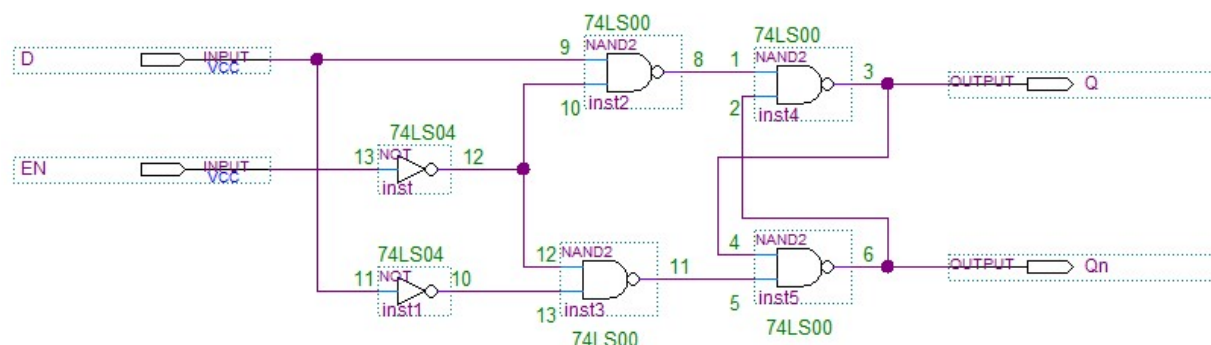 74LS00 74LS00
D INPUT VCC 9 NAND2 8 1 NAND2 3 OUTPUT Q
10 inst2 2 inst4
74LS04
EN INPUT VCC 13 NOT 12
inst
74LS04
11 NOT 10 12 NAND2 11 4 NAND2 6 OUTPUT Qn
inst1 13 inst3 5 inst5
74LS00 74LS00